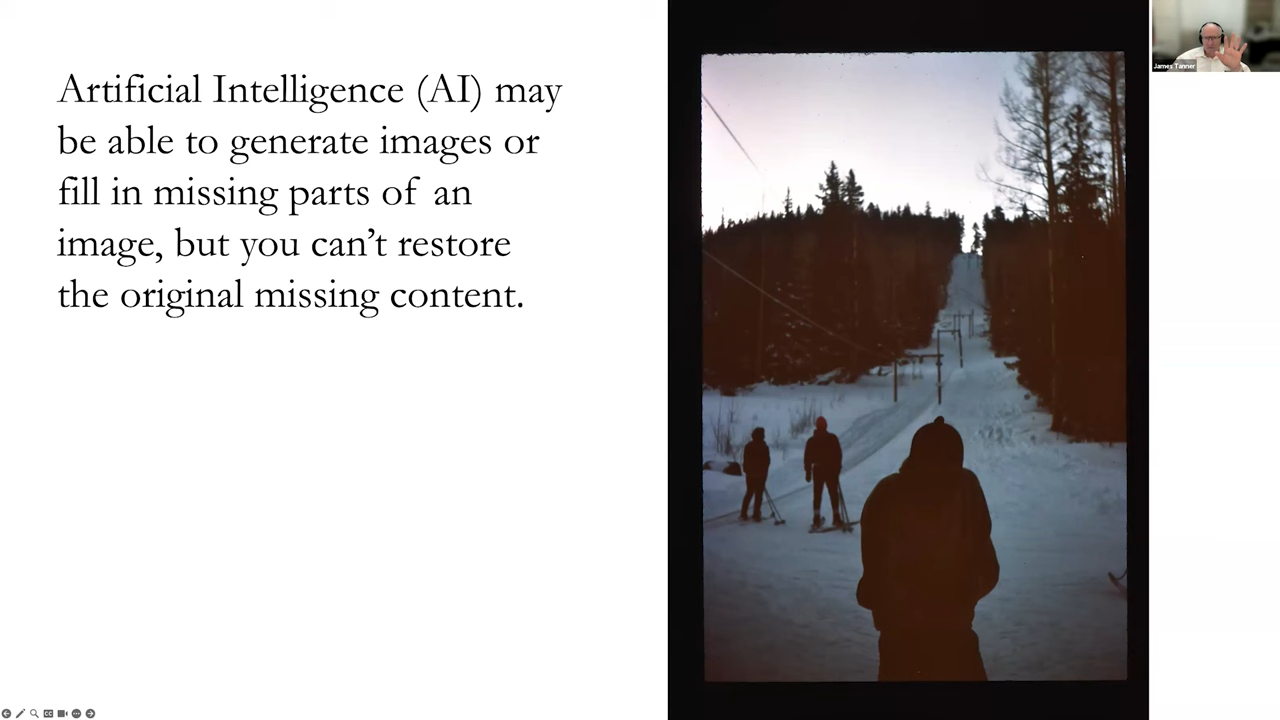 Artificial Intelligence (AI) may
be able to generate images or
fill in missing parts of an
image, but you can’t restore
the original missing content.
James Tanner